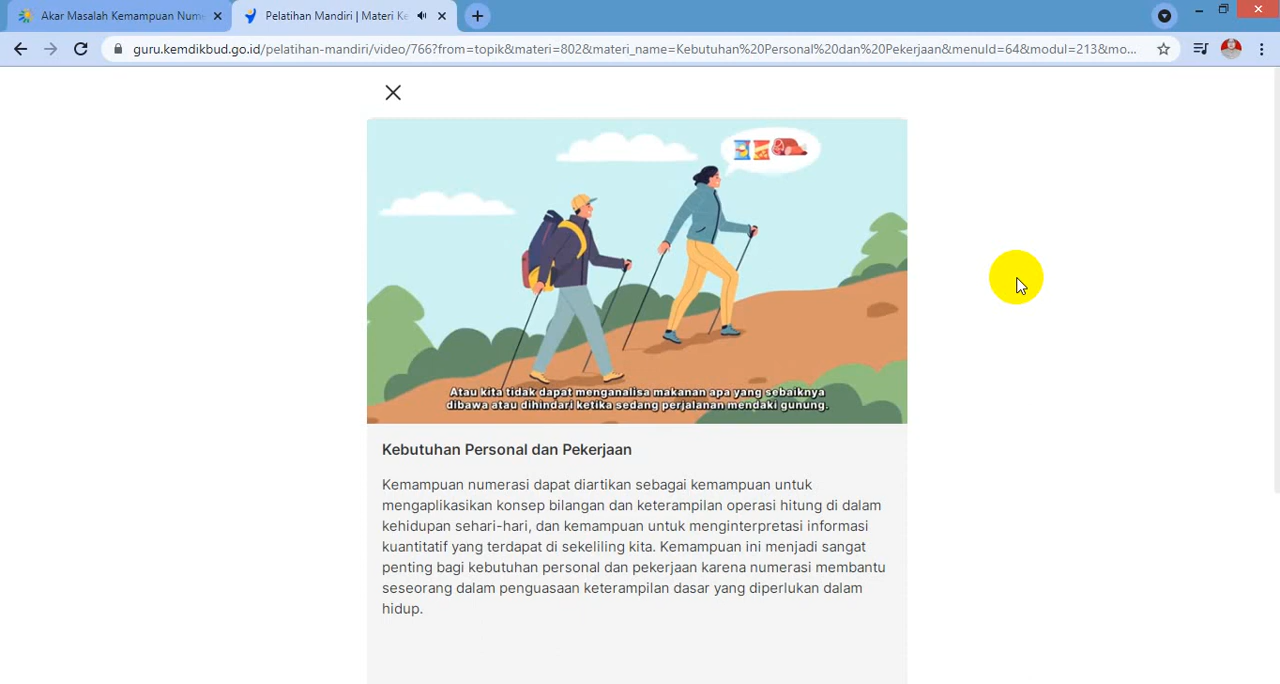 Akar Masalah Kemampuan Nume
Pelatihan Mandiri | Materi Ke
guru.kemdikbud.go.id/pelatihan-mandiri/video/766?from=topik&materi=802&materi_name=Kebutuhan%20Personal%20dan%20Pekerjaan&menuId=64&modul=213&mo...
Atau kita tidak dapat menganalisa makanan apa yang sebaiknya
dibawa atau dihindari ketika sedang perjalanan mendaki gunung.
Kebutuhan Personal dan Pekerjaan
Kemampuan numerasi dapat diartikan sebagai kemampuan untuk
mengaplikasikan konsep bilangan dan keterampilan operasi hitung di dalam
kehidupan sehari-hari, dan kemampuan untuk menginterpretasi informasi
kuantitatif yang terdapat di sekeliling kita. Kemampuan ini menjadi sangat
penting bagi kebutuhan personal dan pekerjaan karena numerasi membantu
seseorang dalam penguasaan keterampilan dasar yang diperlukan dalam
hidup.